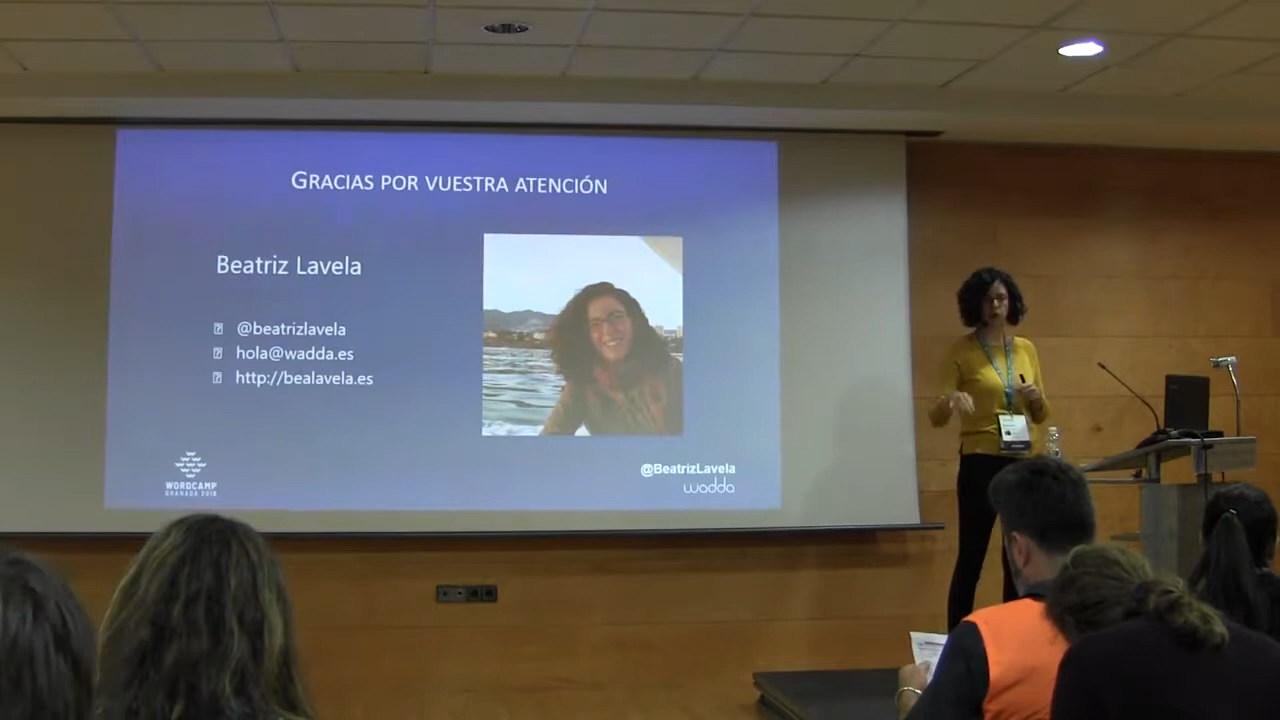 GRACIAS POR VUESTRA ATENCIÓN
Beatriz Lavela
@beatrizlavela
hola@wadda.es
http://bealavela.es
WORDCAMP
GRANADA 2018
@BeatrizLavela
wadda